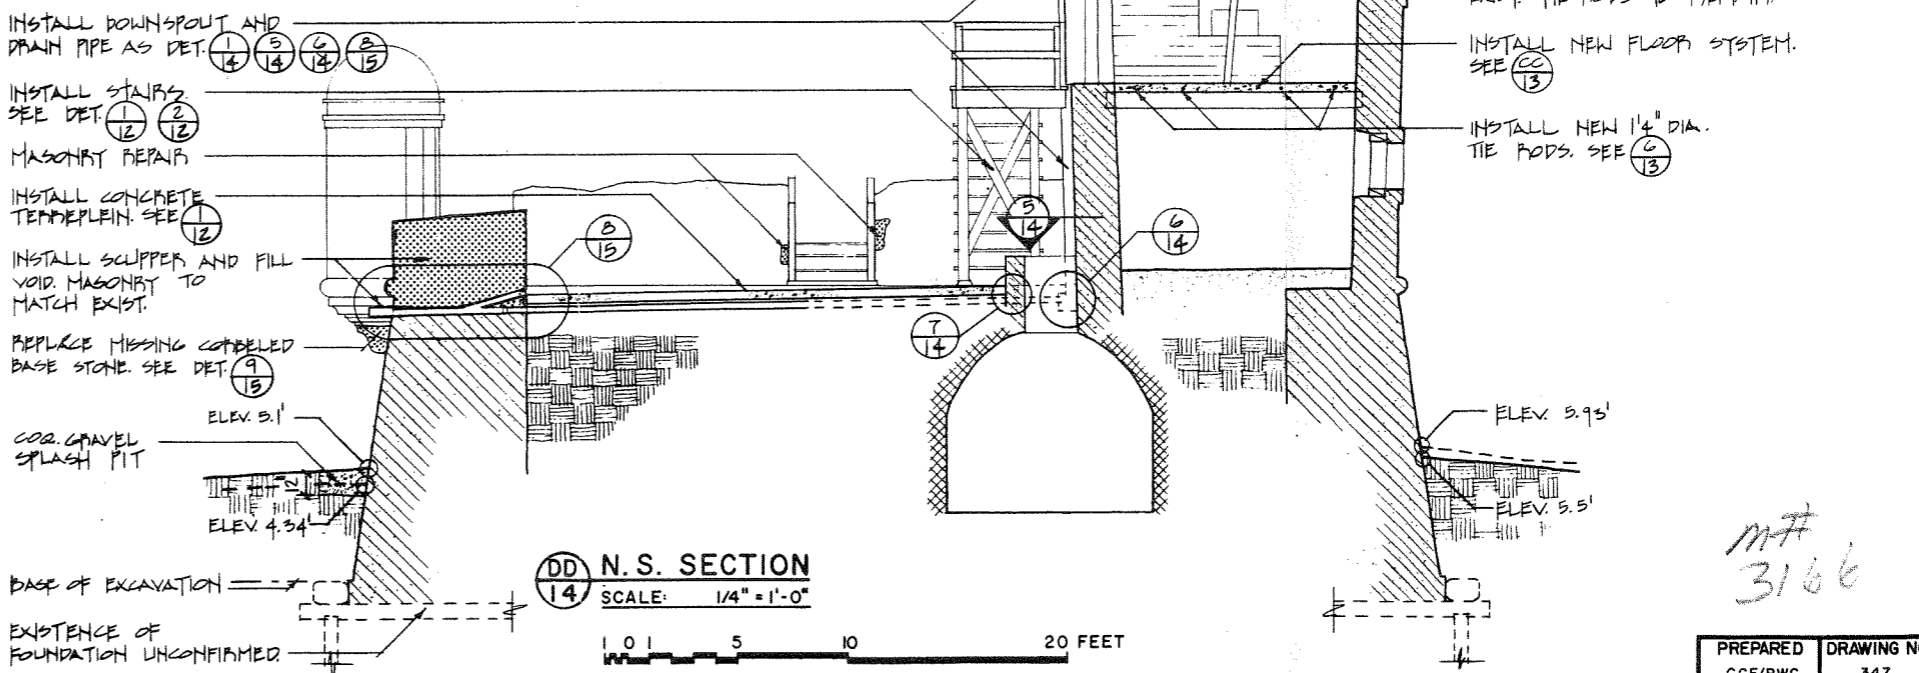 INSTALL DOWNSPOUT AND
DRAIN PIPE AS DET. 1/14 5/14 6/14 8/15
INSTALL STAIRS.
SEE DET. 1/12 2/12
MASONRY REPAIR
INSTALL CONCRETE
TERREPLEIN. SEE 1/12
INSTALL SCUPPER AND FILL
VOID. MASONRY TO
MATCH EXIST.
REPLACE MISSING CORBELED
BASE STONE. SEE DET. 9/15
ELEV. 5.1'
COQ. GRAVEL
SPLASH PIT
12"
ELEV. 4.34'
BASE OF EXCAVATION
EXISTENCE OF
FOUNDATION UNCONFIRMED.
8/15
5/14
6/14
7/14
INSTALL NEW FLOOR SYSTEM.
SEE CC/13
INSTALL NEW 1'4" DIA.
TIE RODS. SEE 6/13
ELEV. 5.93'
ELEV. 5.5'
DD/14 N.S. SECTION
SCALE: 1/4" = 1'-0"
1 0 1 5 10 20 FEET
m#
3166
PREPARED
DRAWING NO
347